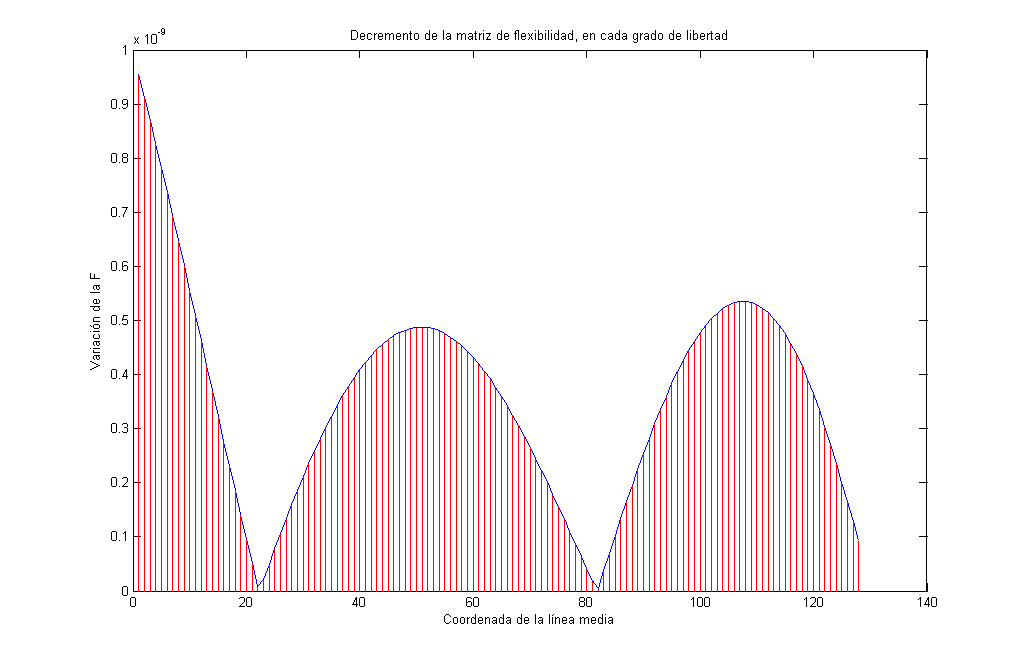 Decremento de la matriz de flexibilidad, en cada grado de libertad
x 10^-9
1
0.9
0.8
0.7
0.6
0.5
0.4
0.3
0.2
0.1
0
Variación de la F
0 20 40 60 80 100 120 140
Coordenada de la línea media